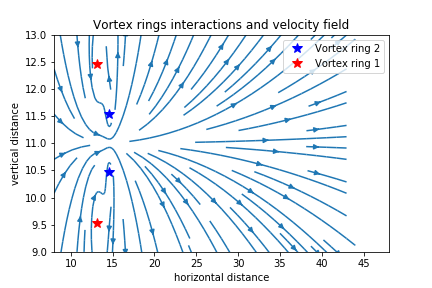 Vortex rings interactions and velocity field
Vortex ring 2
Vortex ring 1
vertical distance
13.0
12.5
12.0
11.5
11.0
10.5
10.0
9.5
9.0
10 15 20 25 30 35 40 45
horizontal distance